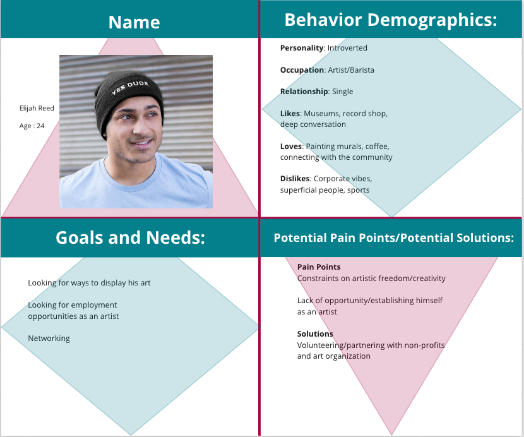 Name
YEE DUDE
Elijah Reed
Age : 24
Behavior Demographics:
Personality: Introverted
Occupation: Artist/Barista
Relationship: Single
Likes: Museums, record shop,
deep conversation
Loves: Painting murals, coffee,
connecting with the community
Dislikes: Corporate vibes,
superficial people, sports
Goals and Needs:
Looking for ways to display his art
Looking for employment
opportunities as an artist
Networking
Potential Pain Points/Potential Solutions:
Pain Points
Constraints on artistic freedom/creativity
Lack of opportunity/establishing himself
as an artist
Solutions
Volunteering/partnering with non-profits
and art organization